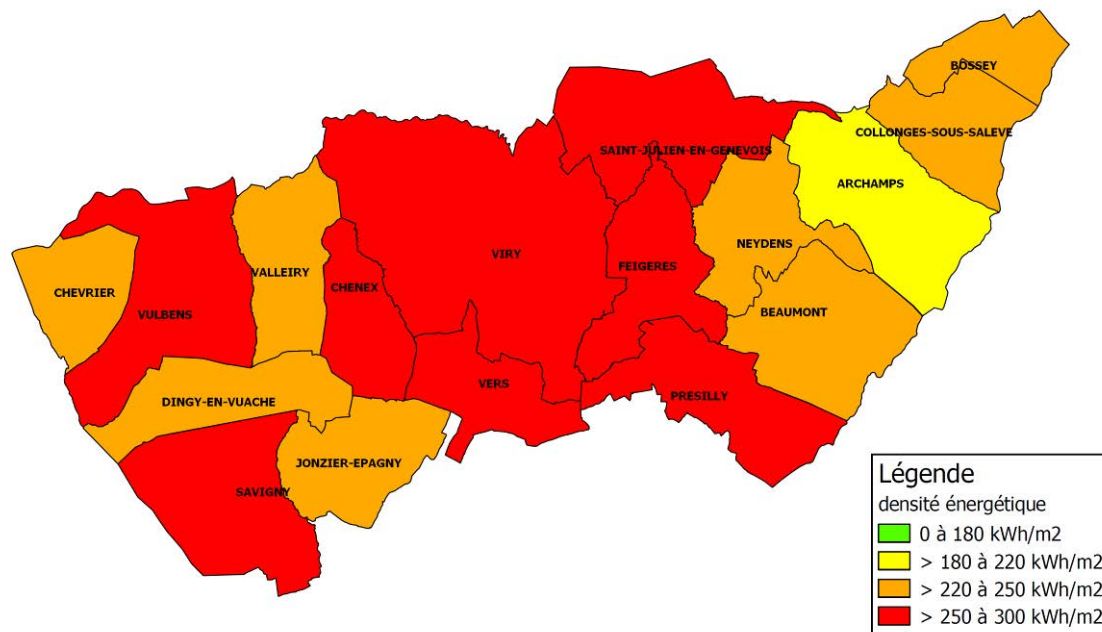 BOSSEY
COLLONGES-SOUS-SALEVE
SAINT-JULIEN-EN-GENEVOIS
ARCHAMPS
NEYDENS
VIRY
FEIGERES
VALLEIRY
CHENEX
CHEVRIER
VULBENS
BEAUMONT
VERS
PRESILLY
DINGY-EN-VUACHE
JONZIER-EPAGNY
SAVIGNY
Légende
densité énergétique
0 à 180 kWh/m2
> 180 à 220 kWh/m2
> 220 à 250 kWh/m2
> 250 à 300 kWh/m2